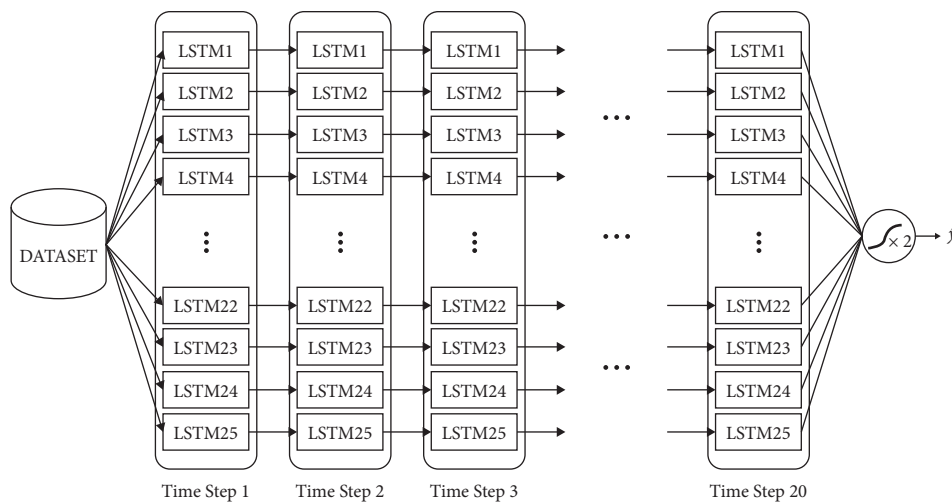 LSTM1 LSTM1 LSTM1 LSTM1
LSTM2 LSTM2 LSTM2 LSTM2
LSTM3 LSTM3 LSTM3 LSTM3
LSTM4 LSTM4 LSTM4 LSTM4
DATASET
× 2
LSTM22 LSTM22 LSTM22 LSTM22
LSTM23 LSTM23 LSTM23 LSTM23
LSTM24 LSTM24 LSTM24 LSTM24
LSTM25 LSTM25 LSTM25 LSTM25
Time Step 1 Time Step 2 Time Step 3 Time Step 20